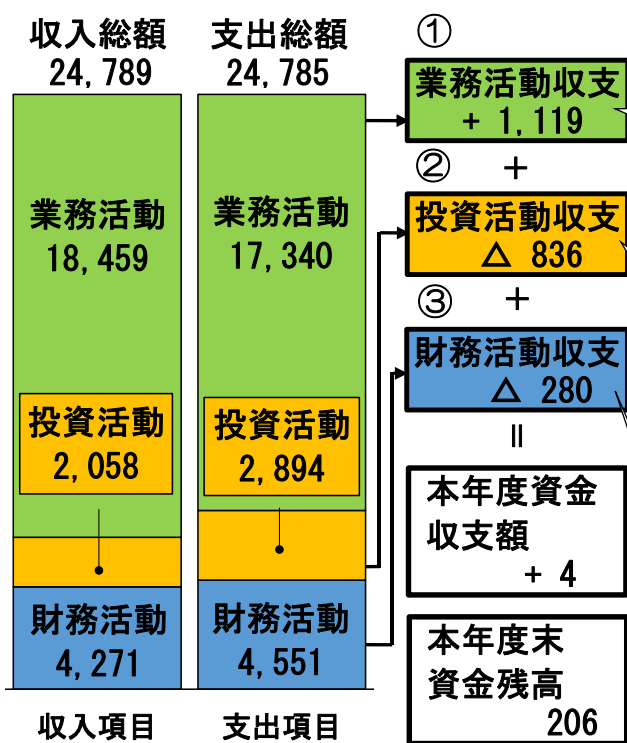 収入総額
24,789
支出総額
24,785
業務活動
18,459
業務活動
17,340
投資活動
2,058
投資活動
2,894
財務活動
4,271
財務活動
4,551
収入項目
支出項目
①
業務活動収支
+ 1,119
②
+
投資活動収支
△ 836
③
+
財務活動収支
△ 280
=
本年度資金
収支額
+ 4
本年度末
資金残高
206